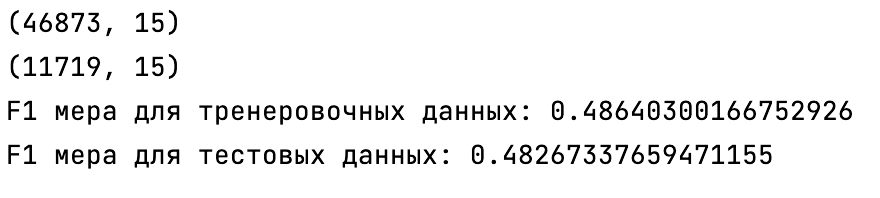 (46873, 15)
(11719, 15)
F1 мера для тренеровочных данных: 0.48640300166752926
F1 мера для тестовых данных: 0.48267337659471155